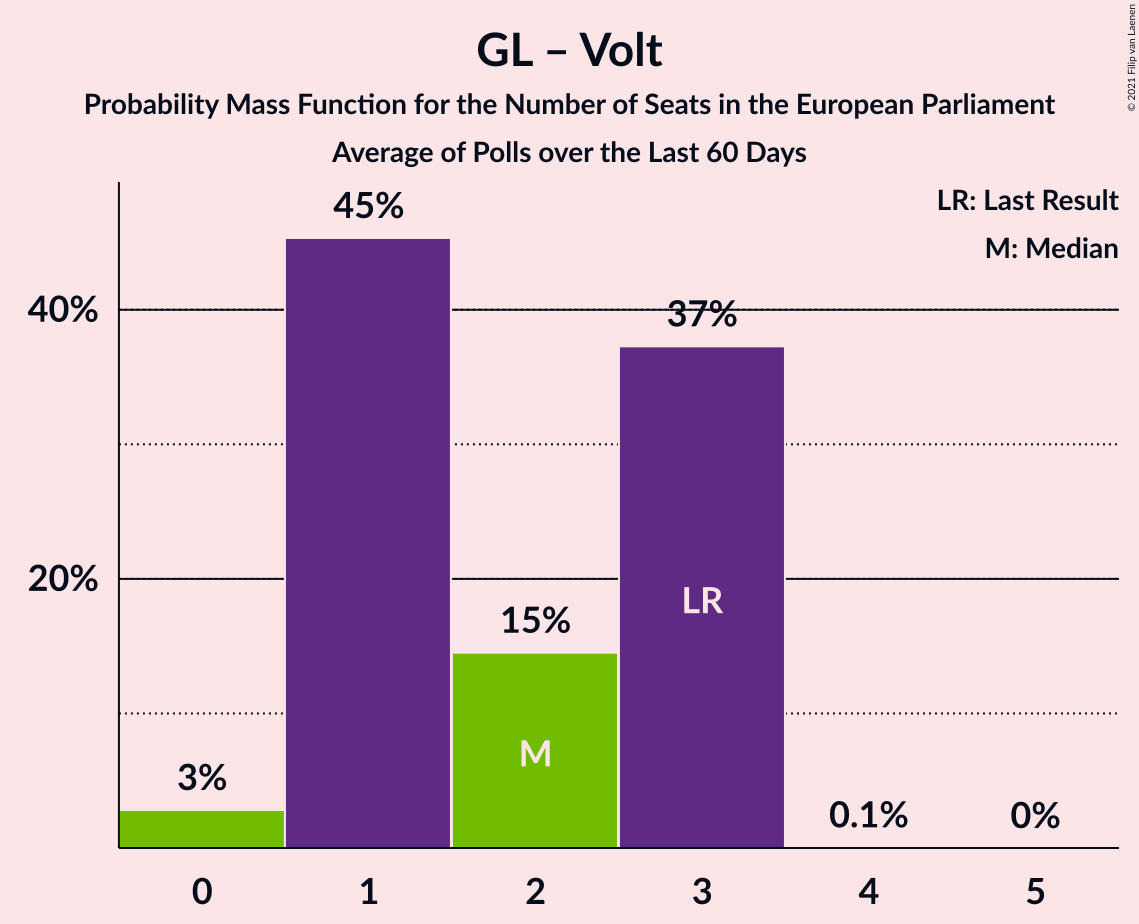 GL – Volt
Probability Mass Function for the Number of Seats in the European Parliament
Average of Polls over the Last 60 Days
© 2021 Filip van Laenen
LR: Last Result
M: Median
45%
40%
37%
20%
LR
15%
M
3%
0.1%
0%
0 1 2 3 4 5